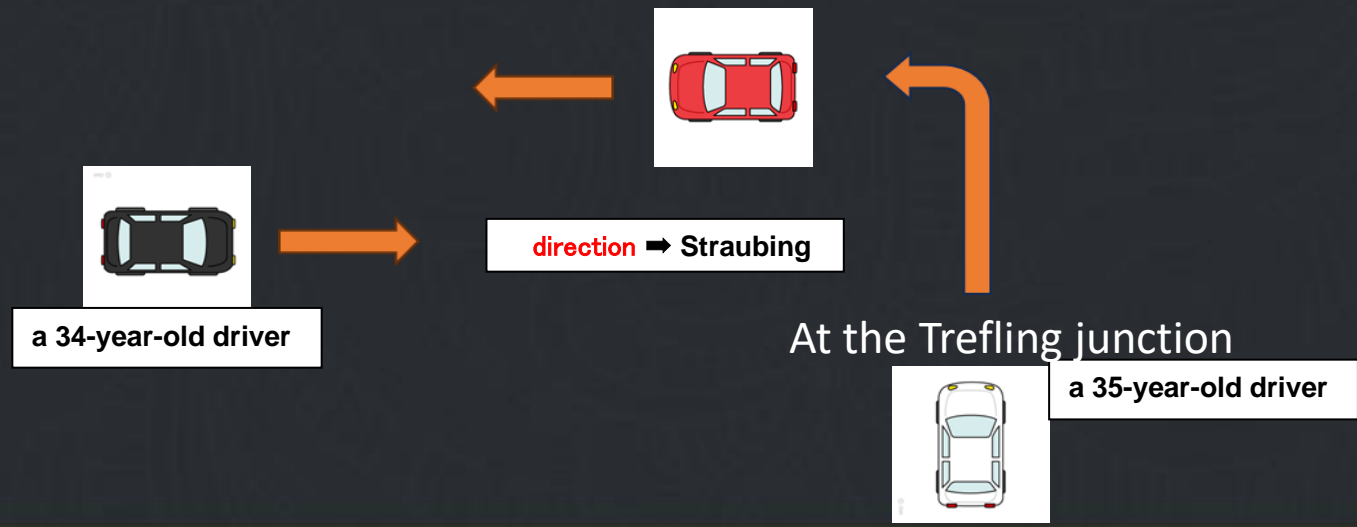 direction ➡ Straubing
a 34-year-old driver
At the Trefling junction
a 35-year-old driver